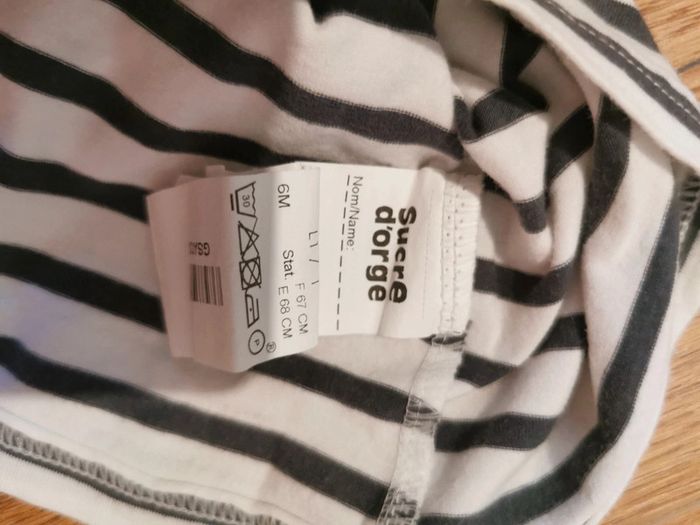 Sucre
d'orge
Nom/Name:
6M
Stat.
F 67 CM
E 68 CM
30
P
®